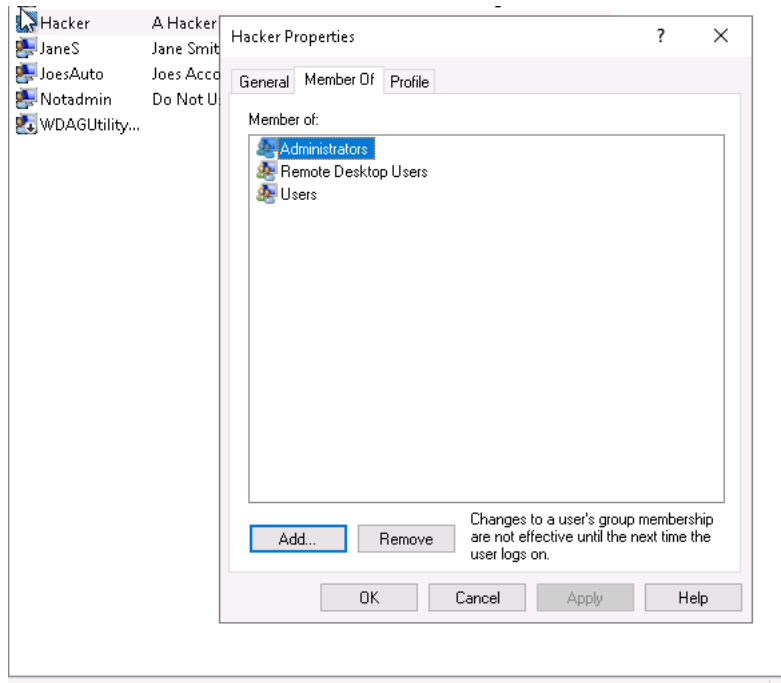 Hacker A Hacker
JaneS Jane Smit
JoesAuto Joes Acco
Notadmin Do Not U
WDAGUtility...
Hacker Properties ? ×
General Member Of Profile
Member of:
Administrators
Remote Desktop Users
Users
Add... Remove
Changes to a user's group membership
are not effective until the next time the
user logs on.
OK Cancel Apply Help